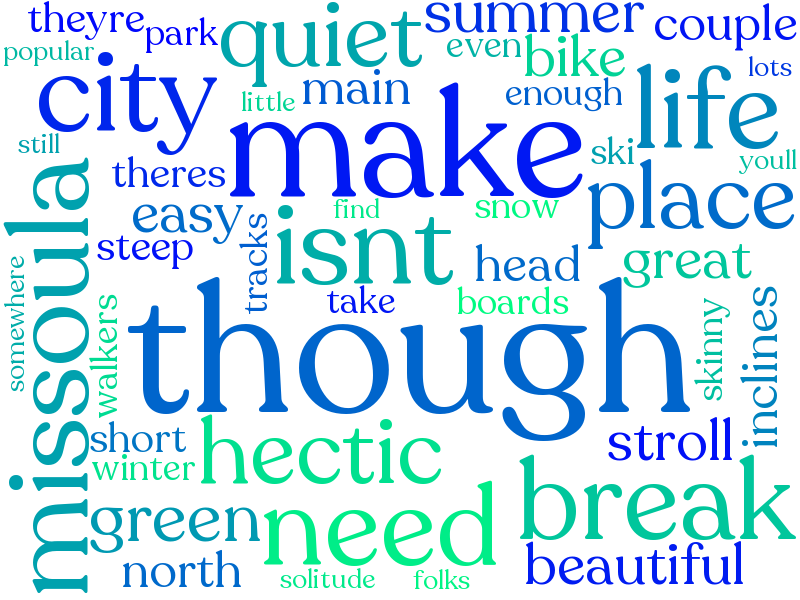 theyre
park
quiet
summer
couple
popular
city
little
main
even
bike
enough
life
lots
still
theres
make
ski
youll
missoula
easy
find
snow
place
steep
tracks
isnt
head
great
somewhere
walkers
take
boards
though
skinny
inclines
short
winter
hectic
stroll
green
need
break
north
solitude
folks
beautiful